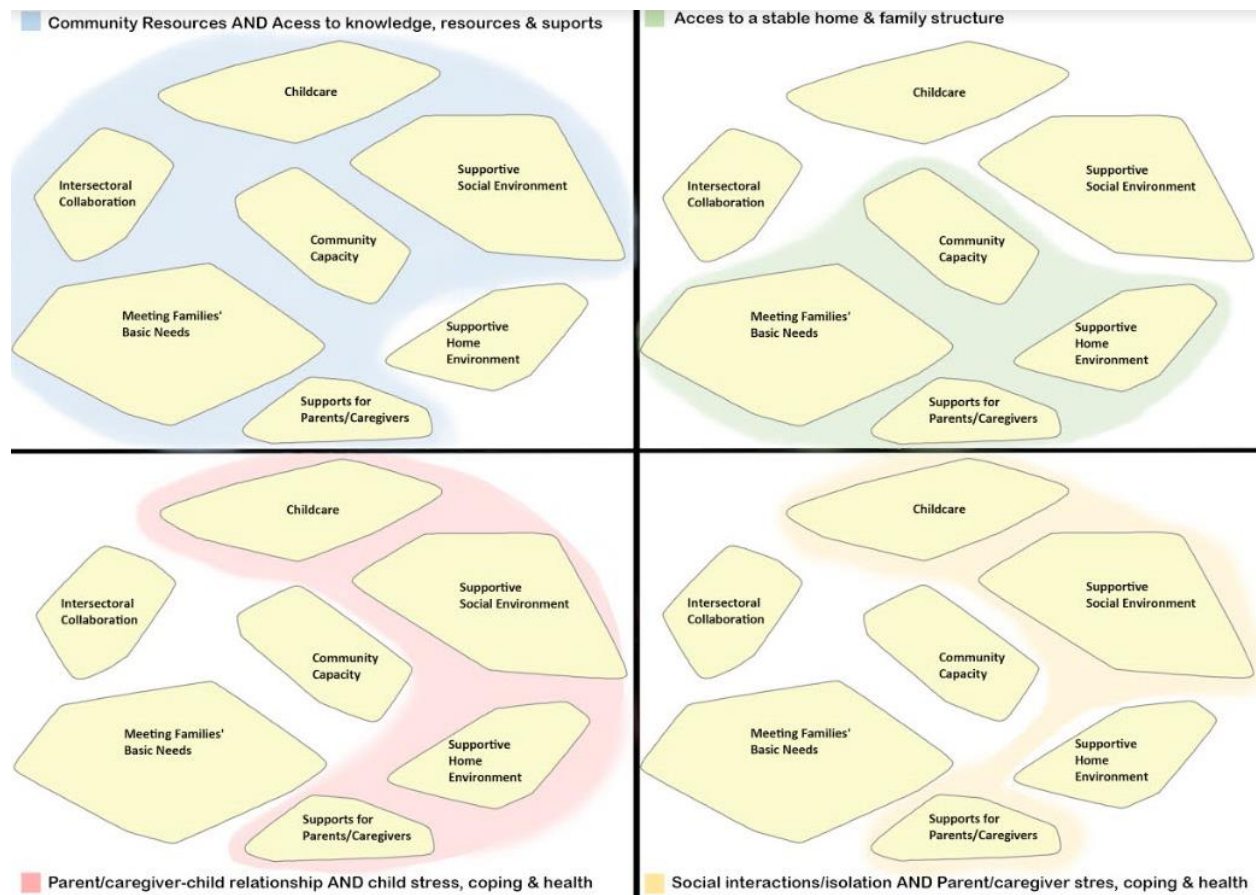 Community Resources AND Acess to knowledge, resources & suports
Childcare
Supportive
Social Environment
Intersectoral
Collaboration
Community
Capacity
Meeting Families'
Basic Needs
Supportive
Home
Environment
Supports for
Parents/Caregivers
Acces to a stable home & family structure
Childcare
Supportive
Social Environment
Intersectoral
Collaboration
Community
Capacity
Meeting Families'
Basic Needs
Supportive
Home
Environment
Supports for
Parents/Caregivers
Childcare
Supportive
Social Environment
Intersectoral
Collaboration
Community
Capacity
Meeting Families'
Basic Needs
Supportive
Home
Environment
Supports for
Parents/Caregivers
Parent/caregiver-child relationship AND child stress, coping & health
Childcare
Supportive
Social Environment
Intersectoral
Collaboration
Community
Capacity
Meeting Families'
Basic Needs
Supportive
Home
Environment
Supports for
Parents/Caregivers
Social interactions/isolation AND Parent/caregiver stres, coping & health